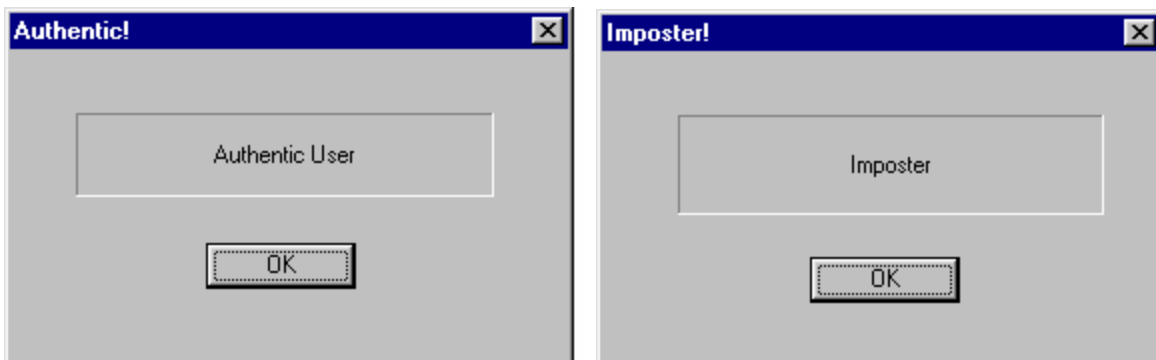 Authentic!
Authentic User
OK
Imposter!
Imposter
OK